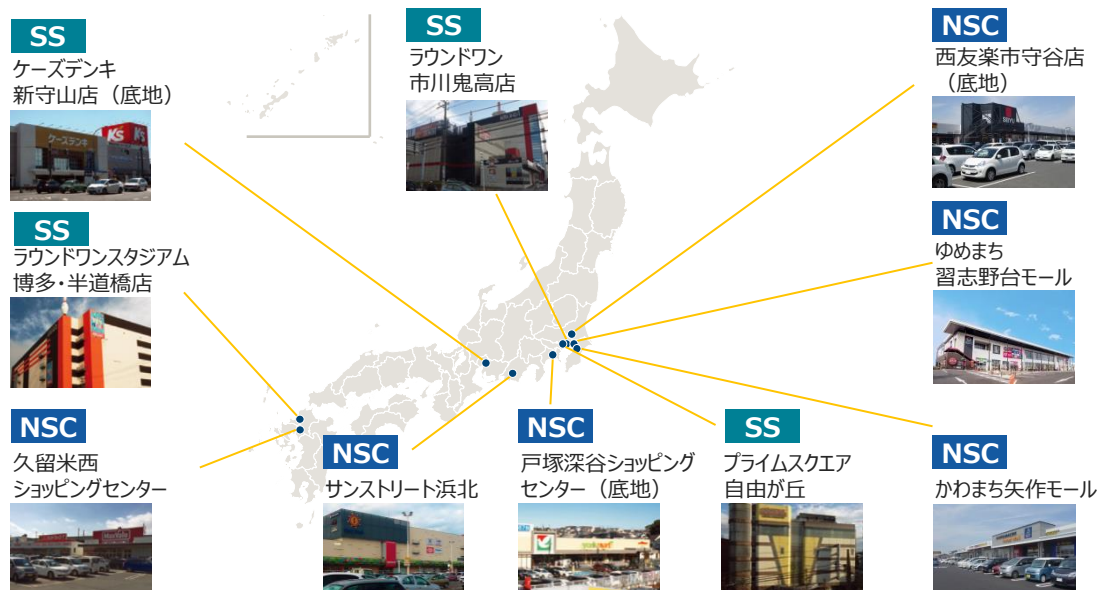 SS
ケーズデンキ
新守山店（底地）
ケーズデンキ
K's
K's
SS
ラウンドワン
市川鬼高店
NSC
西友楽市守谷店
（底地）
NSC
ゆめまち
習志野台モール
SS
ラウンドワンスタジアム
博多・半道橋店
NSC
久留米西
ショッピングセンター
NSC
サンストリート浜北
NSC
戸塚深谷ショッピング
センター（底地）
SS
プライムスクエア
自由が丘
NSC
かわまち矢作モール